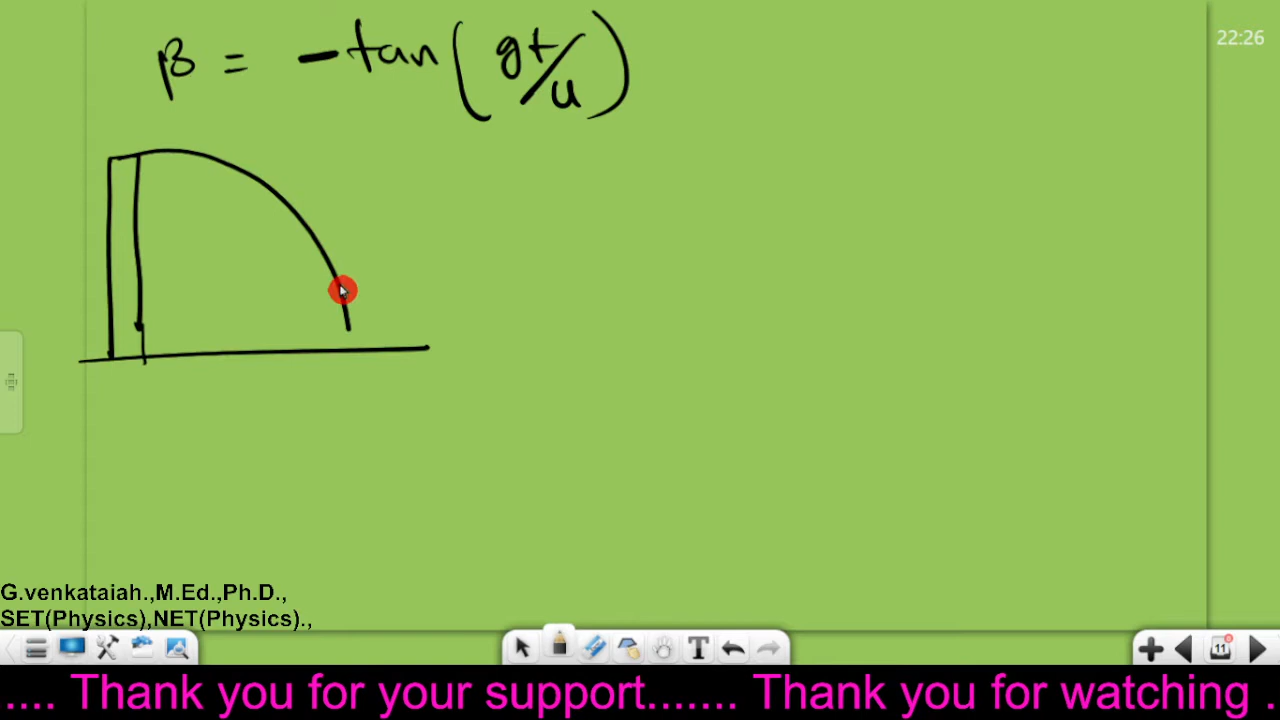 β = -tan(gt/u)
22:26
G.venkataiah.,M.Ed.,Ph.D.,
SET(Physics),NET(Physics).,
11
.... Thank you for your support....... Thank you for watching .